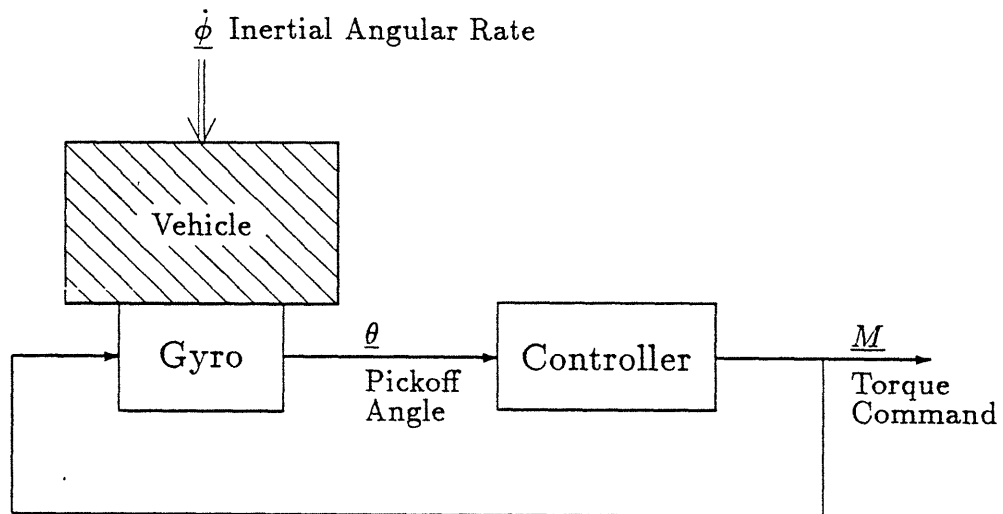 φ̇ Inertial Angular Rate
Vehicle
Gyro
θ
Pickoff
Angle
Controller
M
Torque
Command